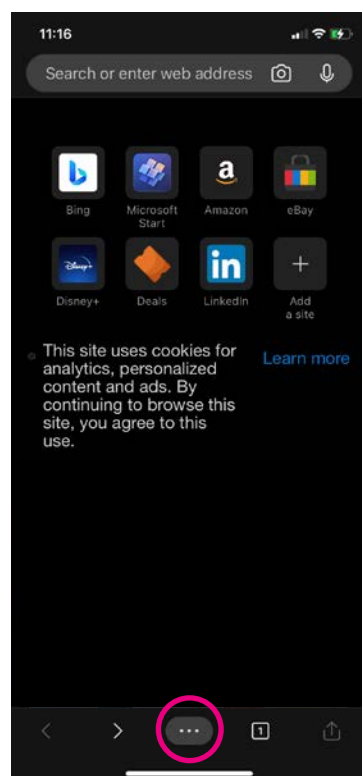 11:16
Search or enter web address
Bing
Microsoft
Start
Amazon
eBay
Disney+
Deals
LinkedIn
Add
a site
This site uses cookies for
analytics, personalized
content and ads. By
continuing to browse this
site, you agree to this
use.
Learn more
1